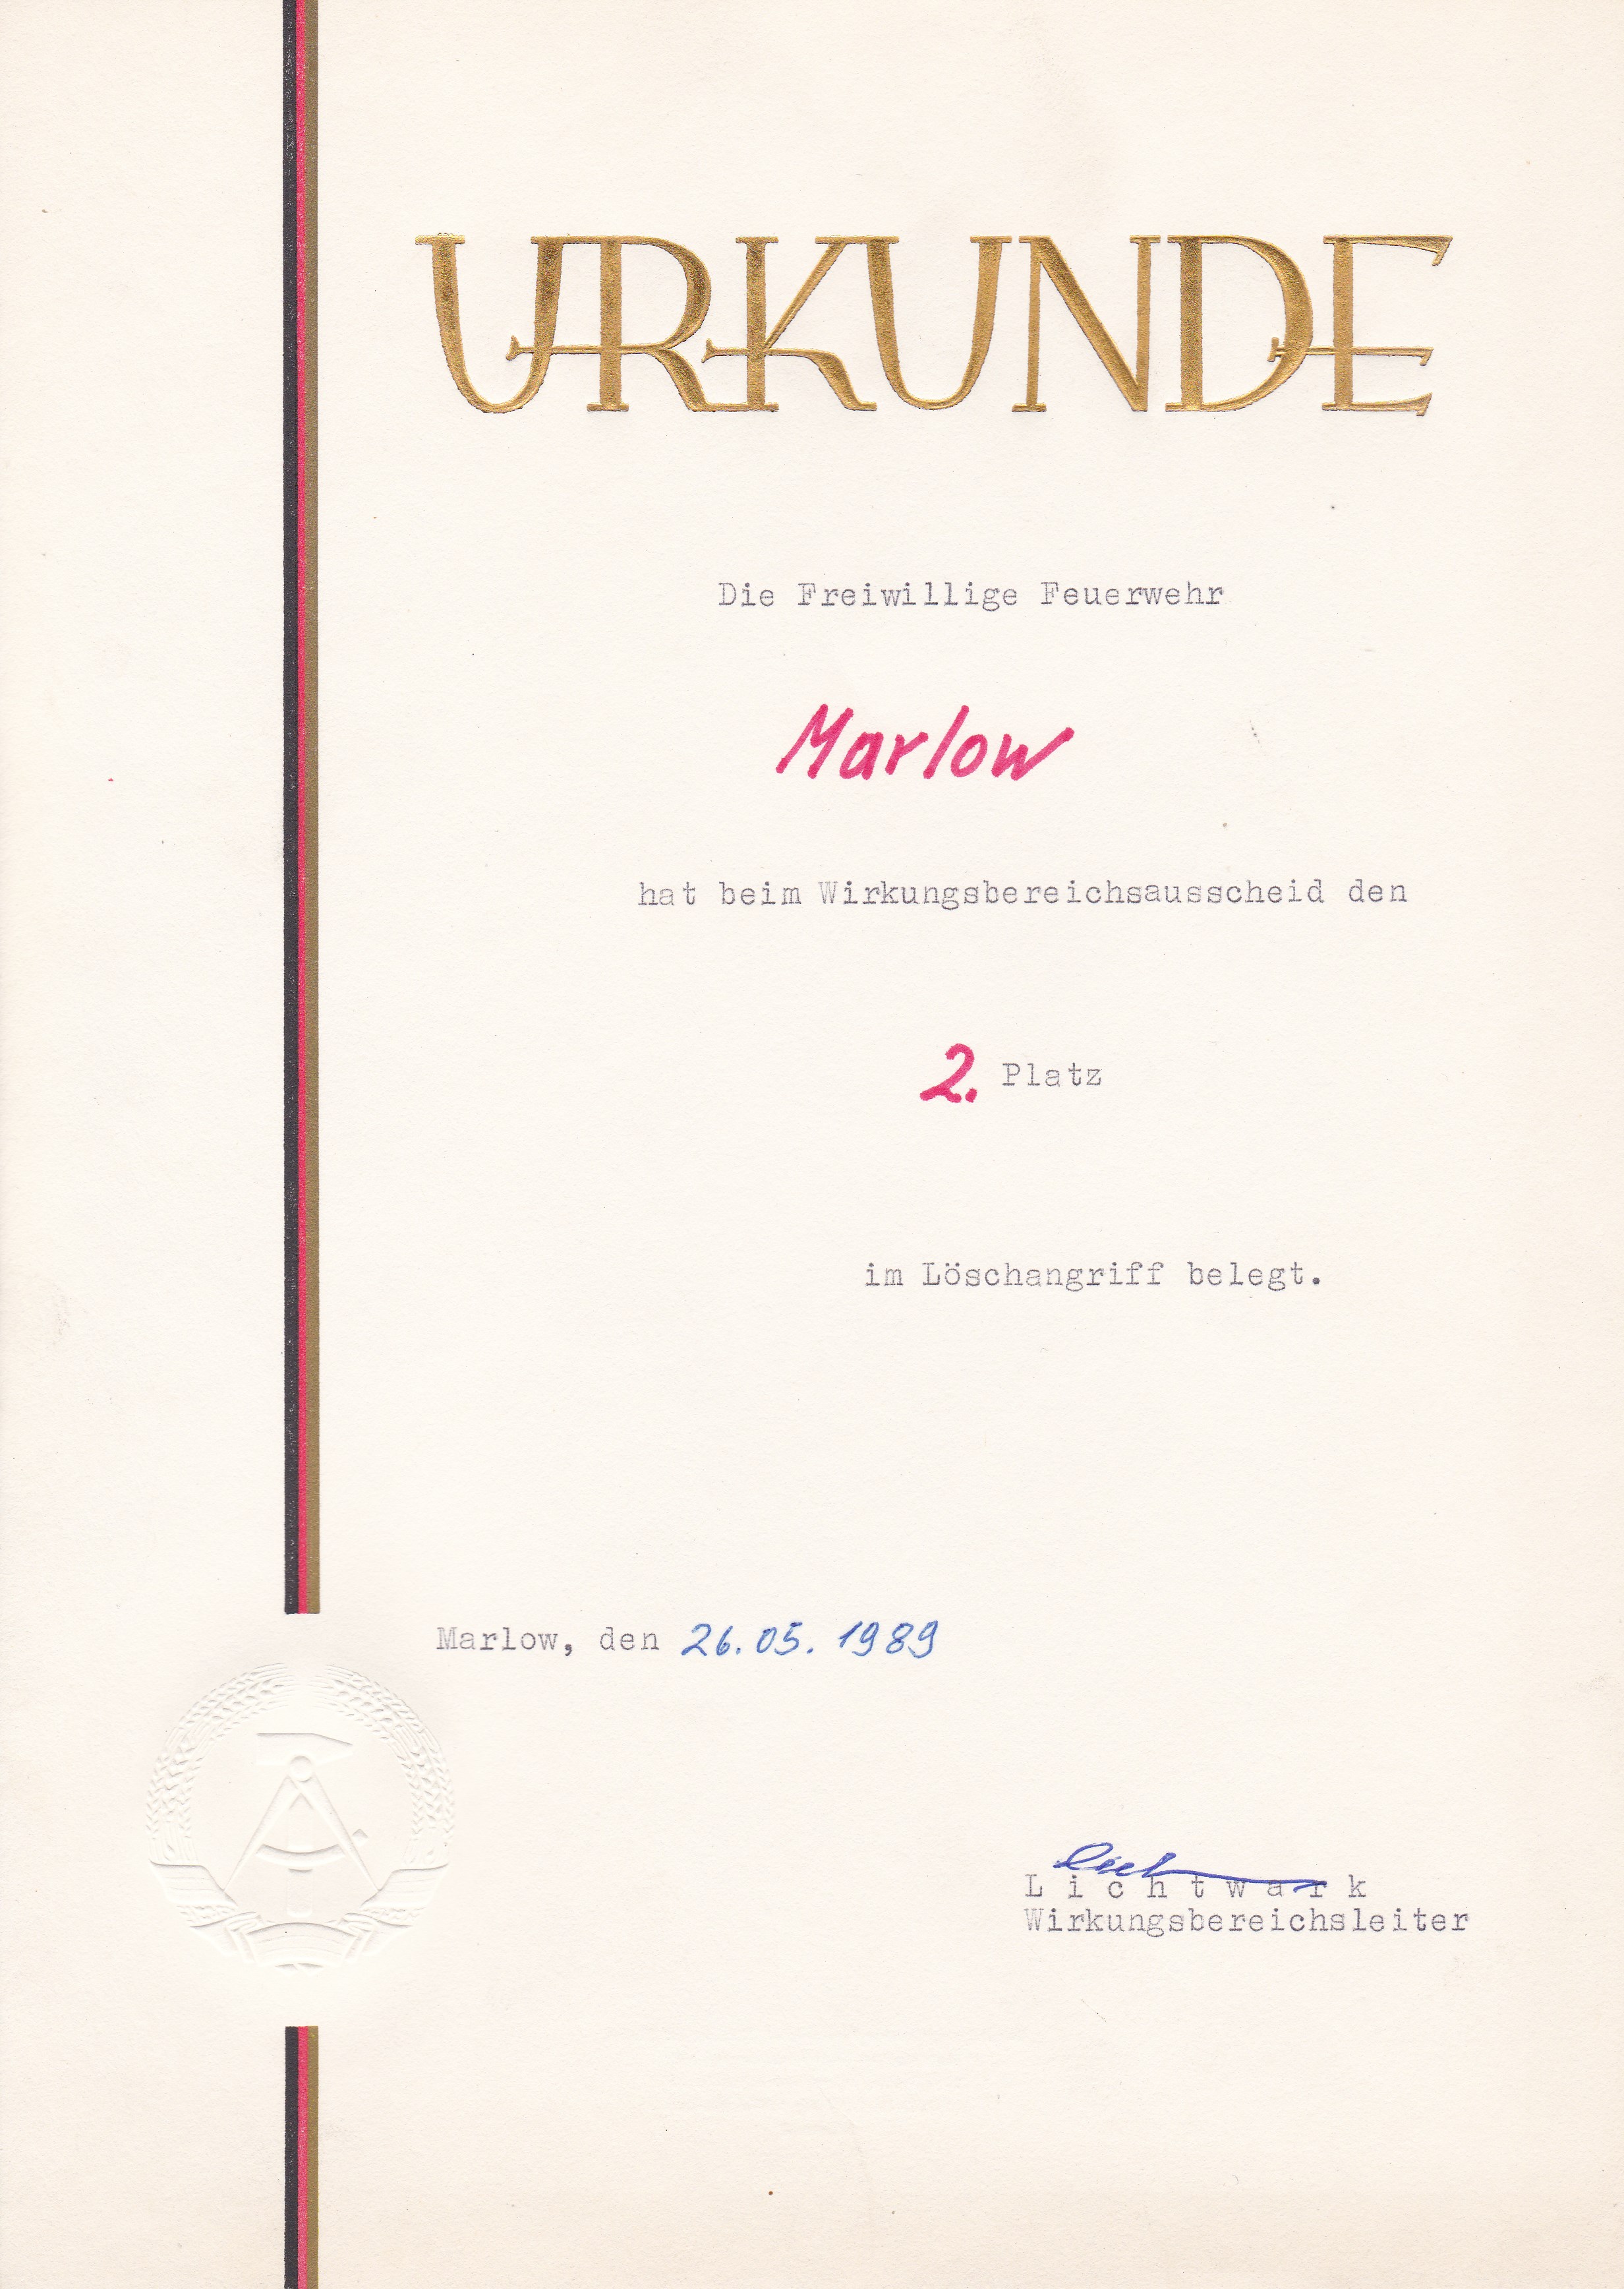 URKUNDE
Die Freiwillige Feuerwehr
Marlow
hat beim Wirkungsbereichsausscheid den
2. Platz
im Löschangriff belegt.
Marlow, den 26.05.1989
Lichtwark
Wirkungsbereichsleiter